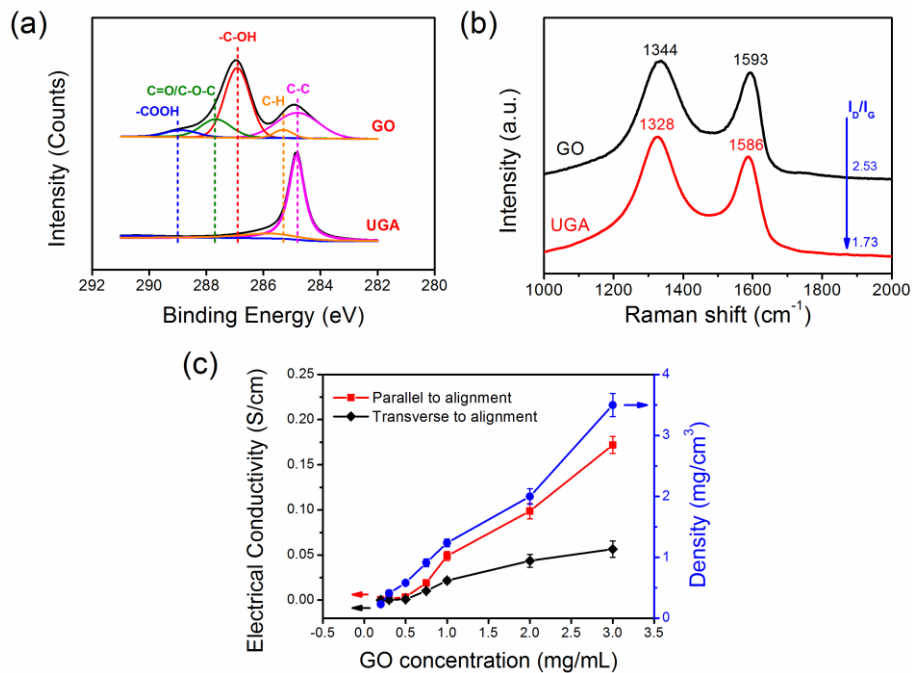 (a)
Intensity (Counts)
-C-OH
C=O/C-O-C
C-H
C-C
-COOH
GO
UGA
292 290 288 286 284 282 280
Binding Energy (eV)
(b)
Intensity (a.u.)
1344
1593
I_D/I_G
GO
1328
1586
2.53
UGA
1.73
1000 1200 1400 1600 1800 2000
Raman shift (cm⁻¹)
(c)
Electrical Conductivity (S/cm)
0.25
0.20
0.15
0.10
0.05
0.00
Parallel to alignment
Transverse to alignment
4
3
2
1
0
Density (mg/cm³)
-0.5 0.0 0.5 1.0 1.5 2.0 2.5 3.0 3.5
GO concentration (mg/mL)